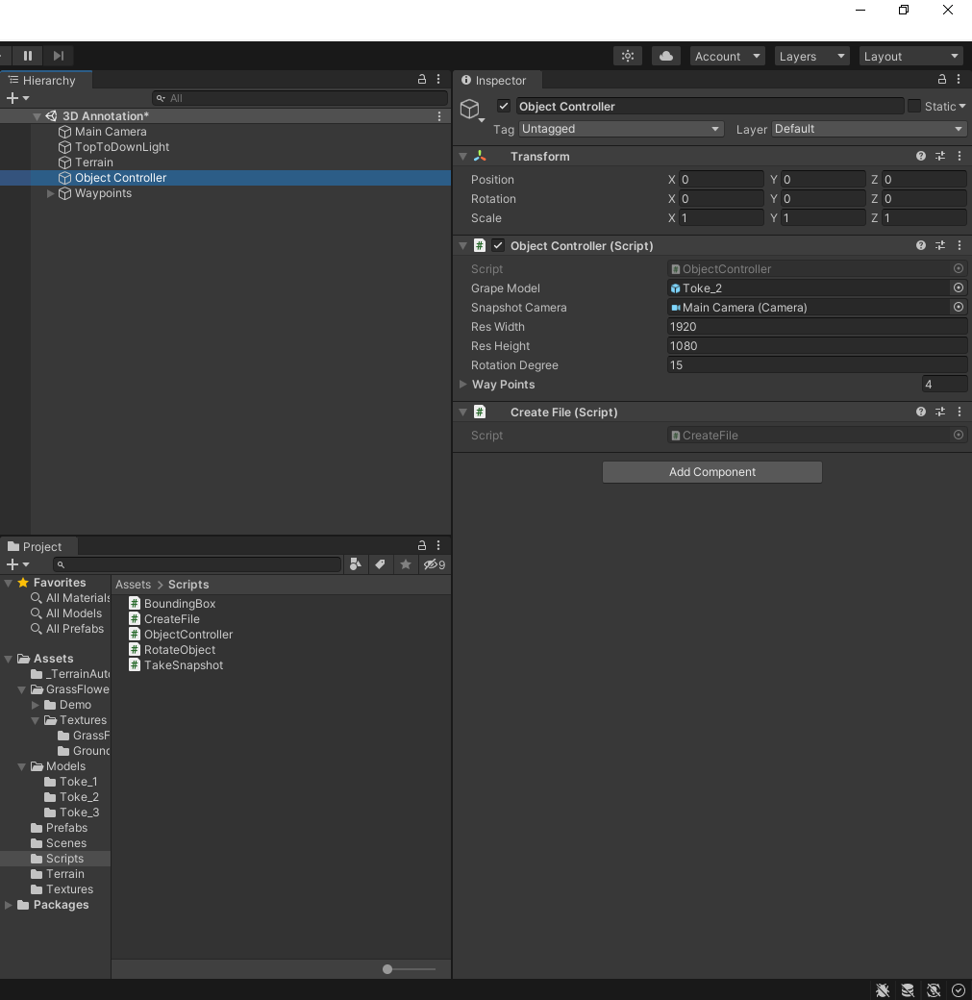 Account Layers Layout
Hierarchy
All
3D Annotation*
Main Camera
TopToDownLight
Terrain
Object Controller
Waypoints
Inspector
Object Controller Static
Tag Untagged Layer Default
Transform
Position X 0 Y 0 Z 0
Rotation X 0 Y 0 Z 0
Scale X 1 Y 1 Z 1
# Object Controller (Script)
Script # ObjectController
Grape Model Toke_2
Snapshot Camera Main Camera (Camera)
Res Width 1920
Res Height 1080
Rotation Degree 15
Way Points 4
# Create File (Script)
Script # CreateFile
Add Component
Project
9
Favorites
All Materials
All Models
All Prefabs
Assets
_TerrainAuto
GrassFlowe
Demo
Textures
GrassF
Ground
Models
Toke_1
Toke_2
Toke_3
Prefabs
Scenes
Scripts
Terrain
Textures
Packages
Assets > Scripts
# BoundingBox
# CreateFile
# ObjectController
# RotateObject
# TakeSnapshot